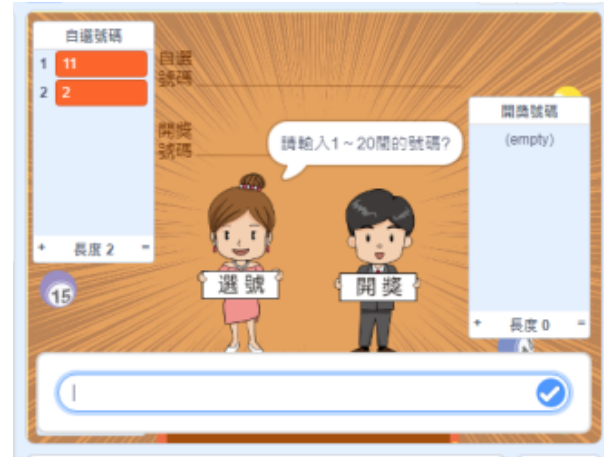 自選號碼
1 11
2 2
+ 長度 2 =
自選
號碼
開獎
號碼
請輸入1~20間的號碼?
開獎號碼
(empty)
+ 長度 0 =
選號
開獎
15